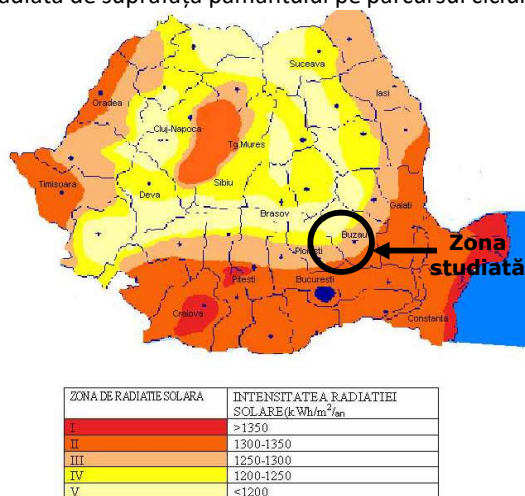 radiată de suprafața pământului pe parcursul
Suceava
Iasi
Oradea
Cluj-Napoca
Tg.Mures
Timisoara
Sibiu
Deva
Brasov
Galati
Buzau
Ploiesti
Zona
studiată
Pitesti
Bucuresti
Craiova
Constanta
ZONA DE RADIATIE SOLARA
INTENSITATEA RADIATIEI
SOLARE(kWh/m²/an
I >1350
II 1300-1350
III 1250-1300
IV 1200-1250
V <1200